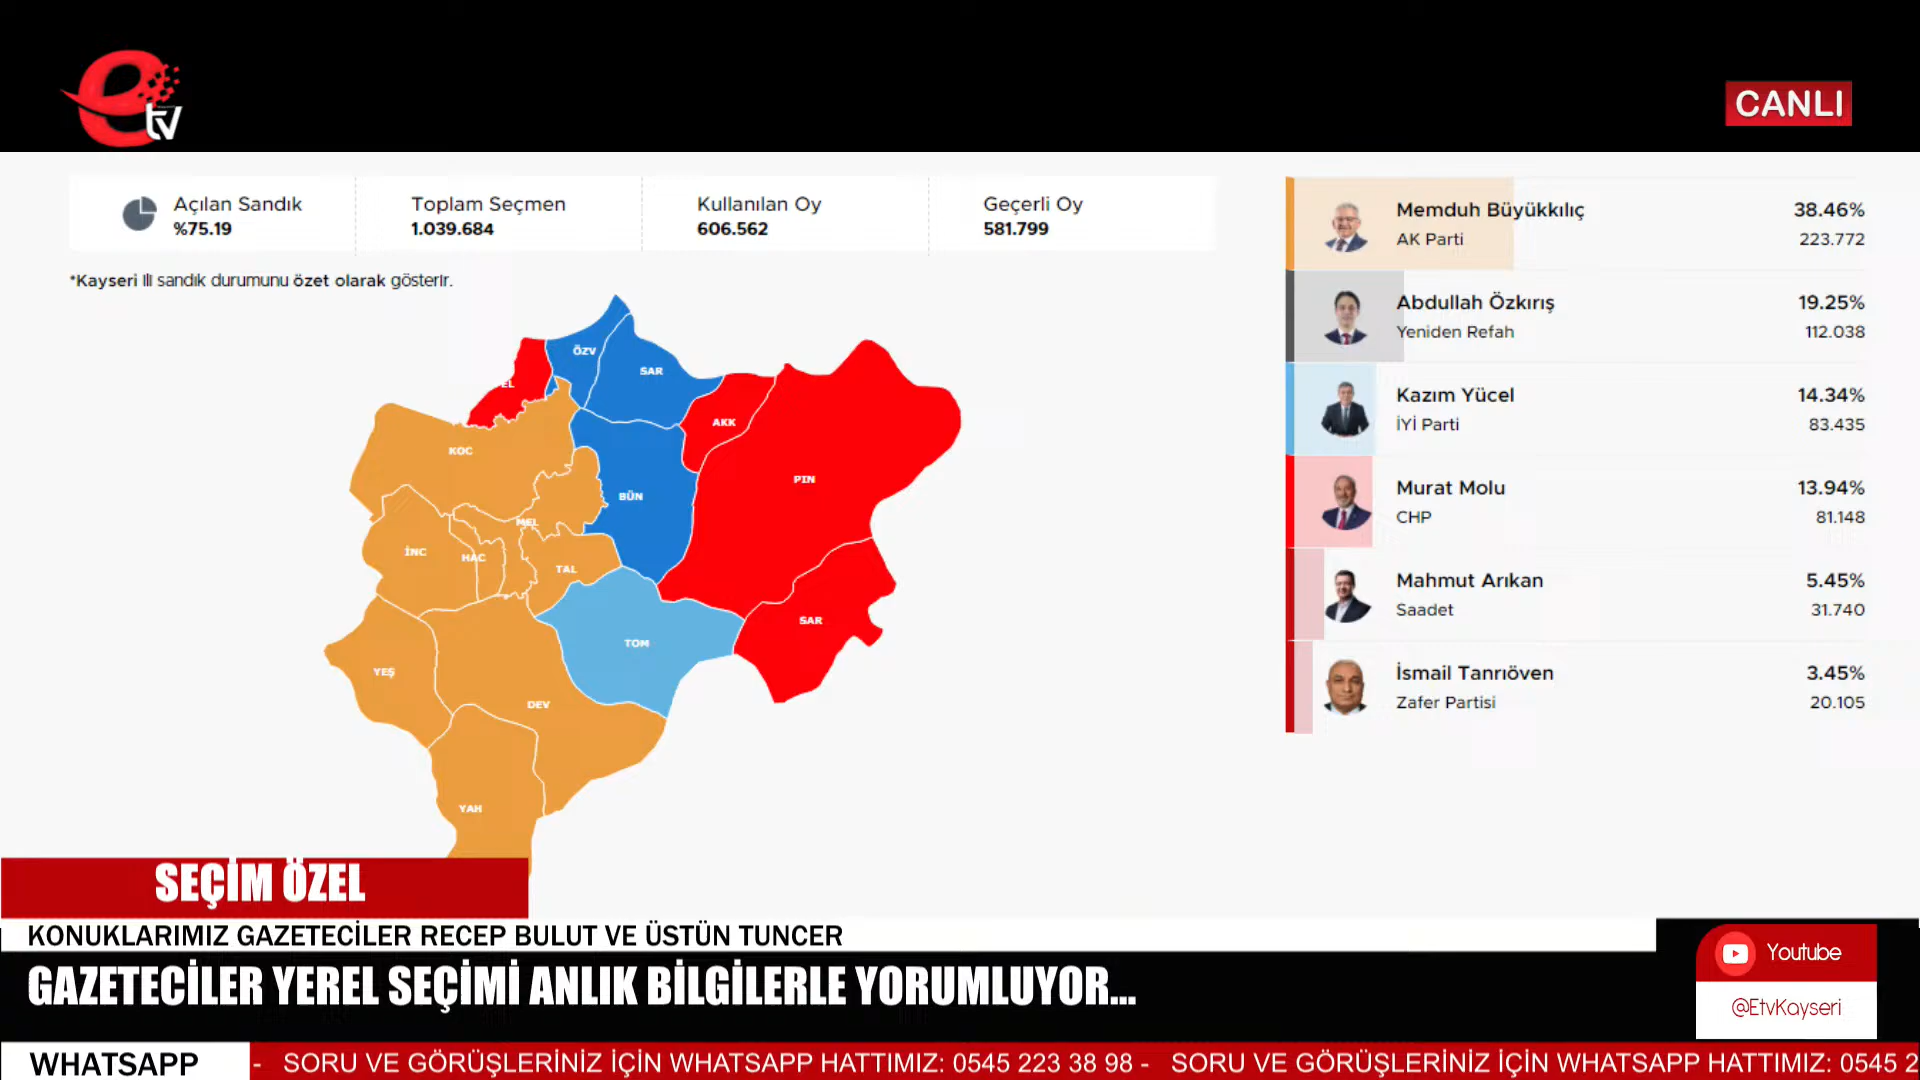 etv
CANLI
Açılan Sandık
%75.19
Toplam Seçmen
1.039.684
Kullanılan Oy
606.562
Geçerli Oy
581.799
*Kayseri İli sandık durumunu özet olarak gösterir.
ÖZV
SAR
EL
AKK
KOC
PIN
BÜN
MEL
İNC
HAC
TAL
SAR
TOM
YEŞ
DEV
YAH
Memduh Büyükkılıç
38.46%
AK Parti
223.772
Abdullah Özkırış
19.25%
Yeniden Refah
112.038
Kazım Yücel
14.34%
İYİ Parti
83.435
Murat Molu
13.94%
CHP
81.148
Mahmut Arıkan
5.45%
Saadet
31.740
İsmail Tanrıöven
3.45%
Zafer Partisi
20.105
SEÇİM ÖZEL
KONUKLARIMIZ GAZETECİLER RECEP BULUT VE ÜSTÜN TUNCER
GAZETECİLER YEREL SEÇİMİ ANLIK BİLGİLERLE YORUMLUYOR...
Youtube
@EtvKayseri
WHATSAPP
- SORU VE GÖRÜŞLERİNİZ İÇİN WHATSAPP HATTIMIZ: 0545 223 38 98 - SORU VE GÖRÜŞLERİNİZ İÇİN WHATSAPP HATTIMIZ: 0545 2